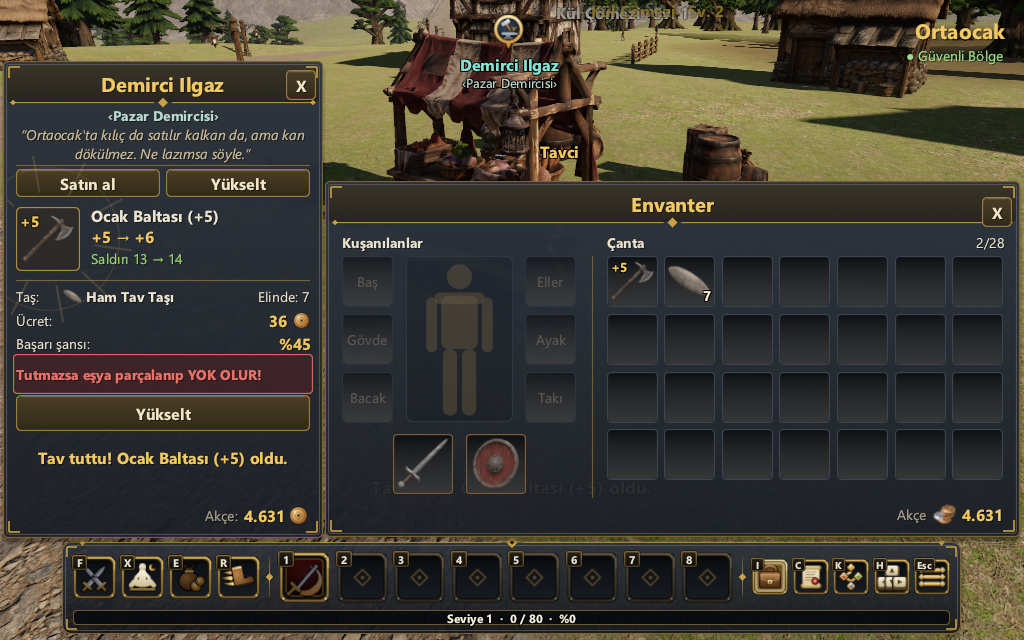 Ortaocak
Güvenli Bölge
Demirci Ilgaz
‹Pazar Demircisi›
Tavci
Demirci Ilgaz
X
‹Pazar Demircisi›
"Ortaocak'ta kılıç da satılır kalkan da, ama kan
dökülmez. Ne lazımsa söyle."
Satın al
Yükselt
+5
Ocak Baltası (+5)
+5 → +6
Saldırı 13 → 14
Taş: Ham Tav Taşı Elinde: 7
Ücret: 36
Başarı şansı: %45
Tutmazsa eşya parçalanıp YOK OLUR!
Yükselt
Tav tuttu! Ocak Baltası (+5) oldu.
Akçe: 4.631
Envanter
X
Kuşanılanlar
Baş
Eller
Gövde
Ayak
Bacak
Takı
Çanta 2/28
+5
7
Akçe 4.631
F X E R 1 2 3 4 5 6 7 8 I C K H Esc
Seviye 1 · 0 / 80 · %0